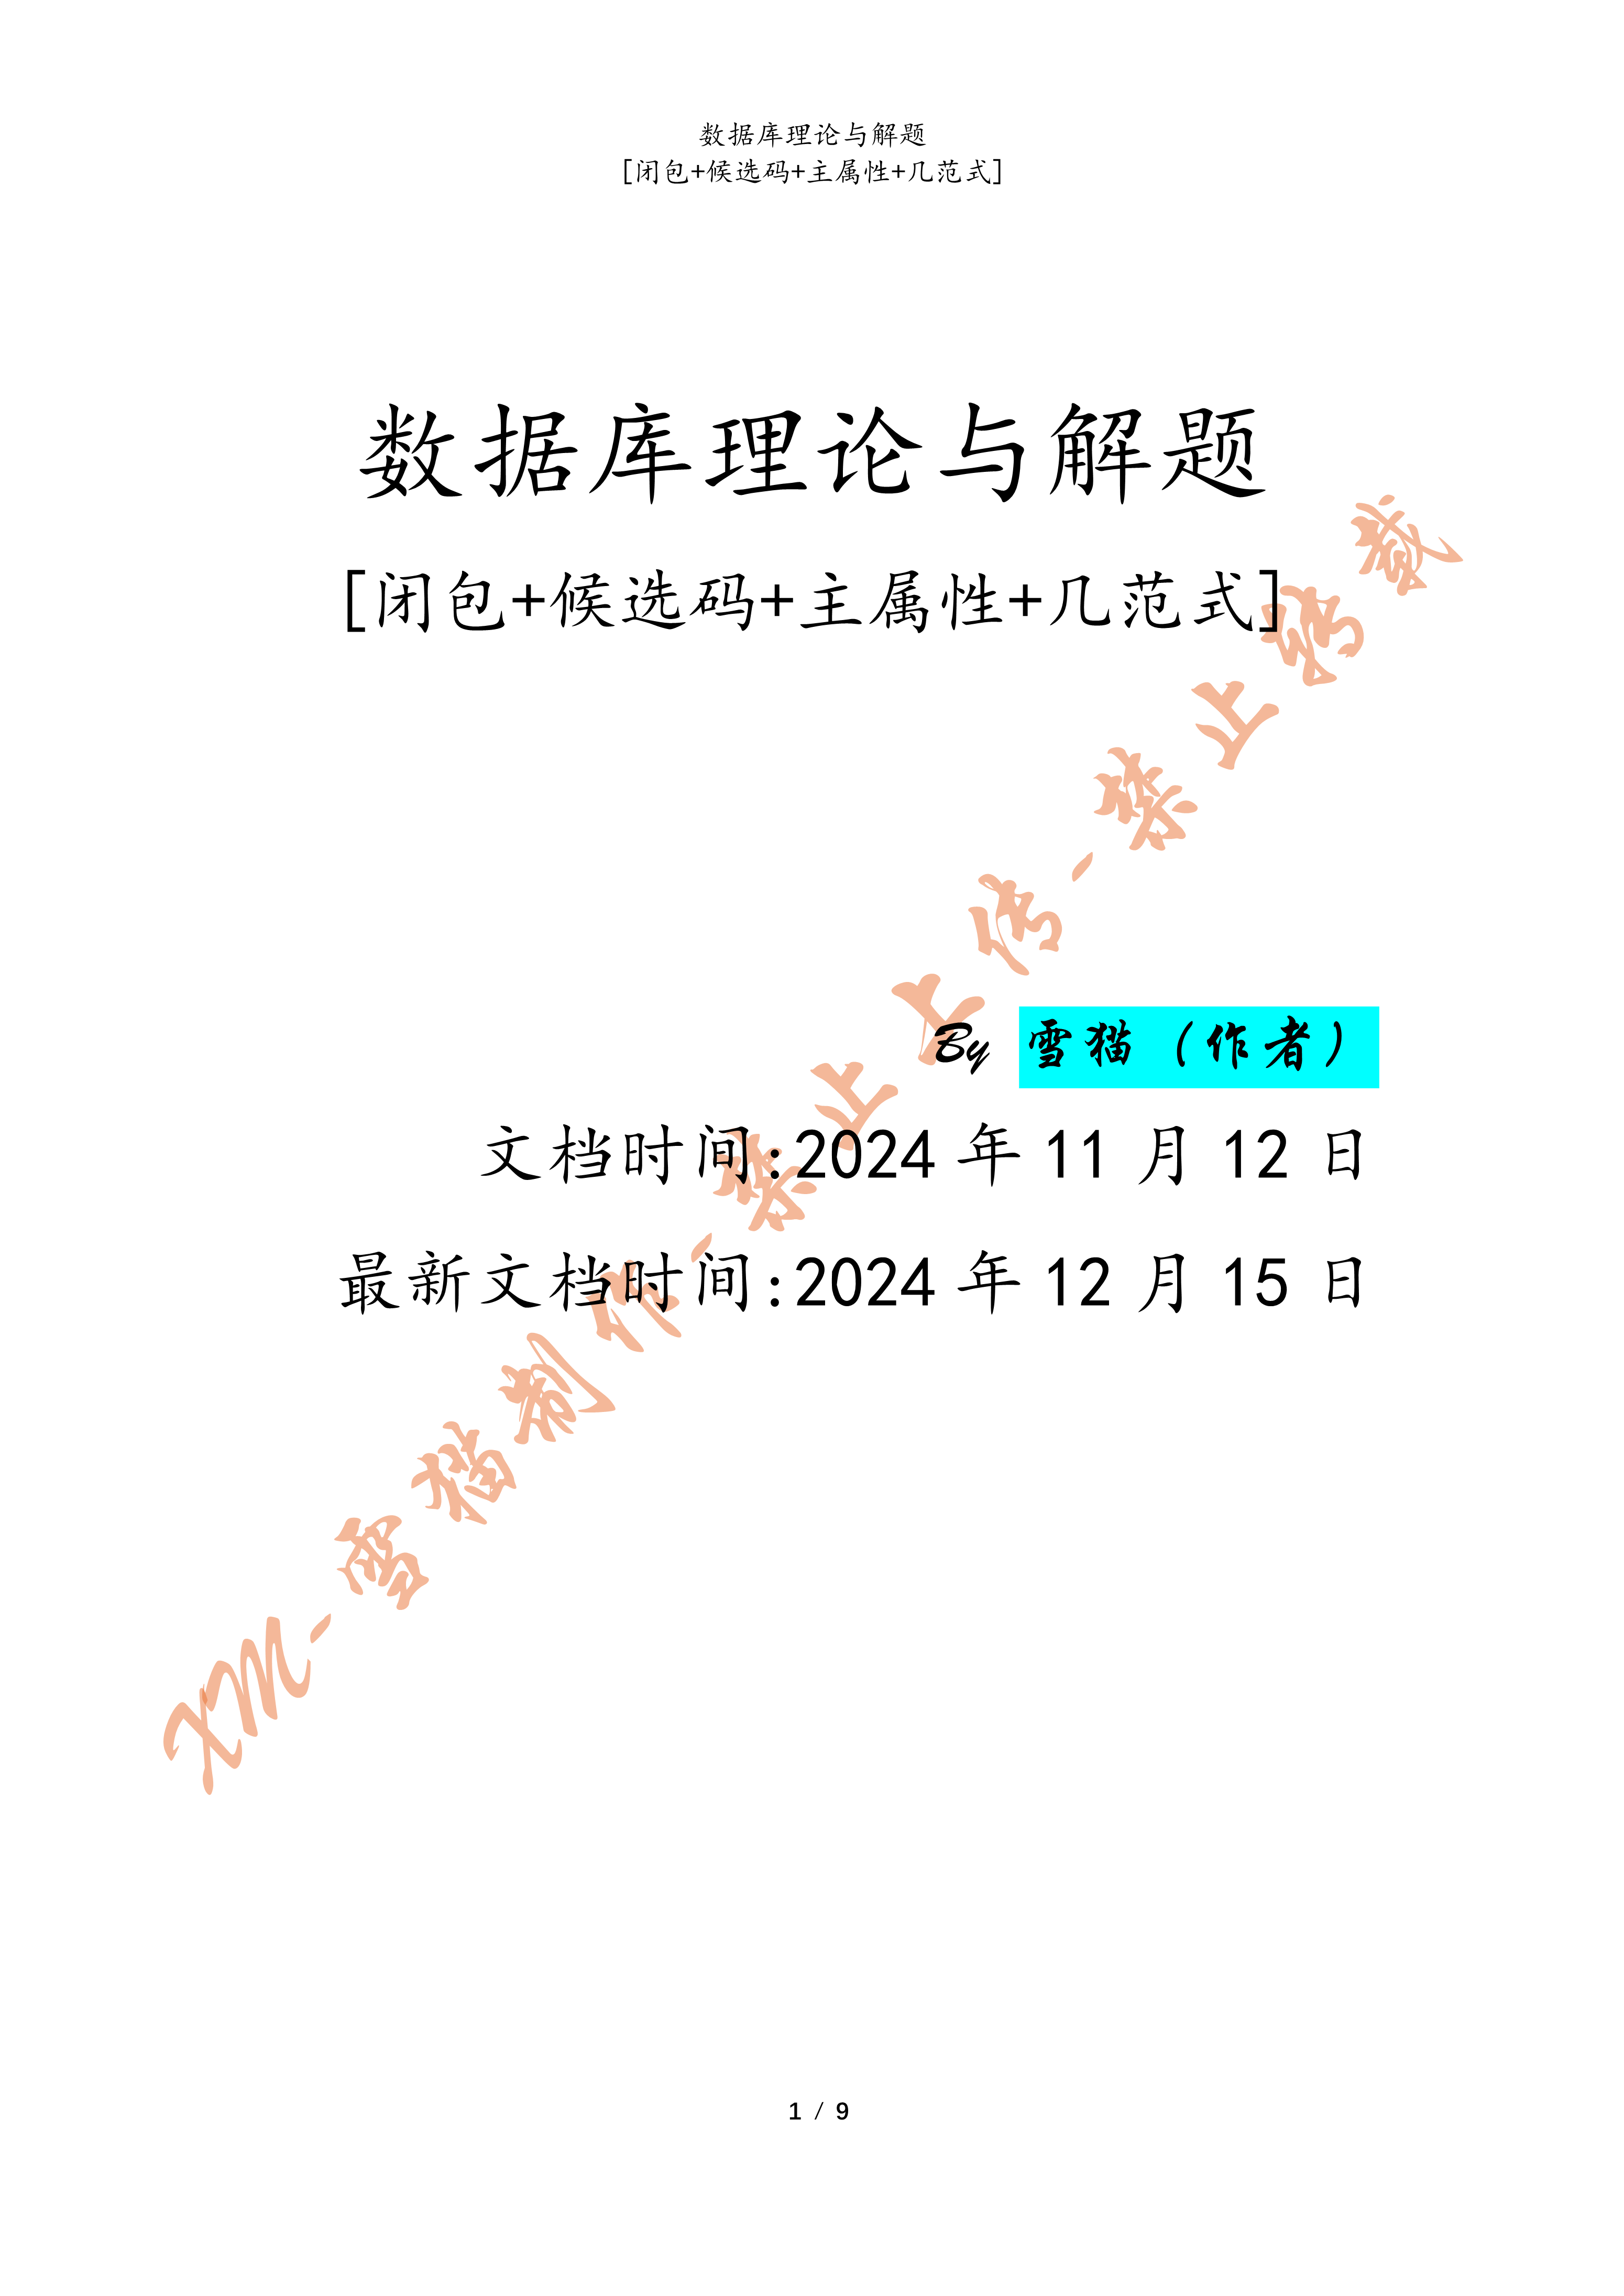 数据库理论与解题
[闭包+候选码+主属性+几范式]
数据库理论与解题
[闭包+候选码+主属性+几范式]
By 雪猫（作者）
文档时间:2024 年 11 月 12 日
最新文档时间:2024 年 12 月 15 日
XM-雪猫制作-禁止上传-禁止转载
1 / 9